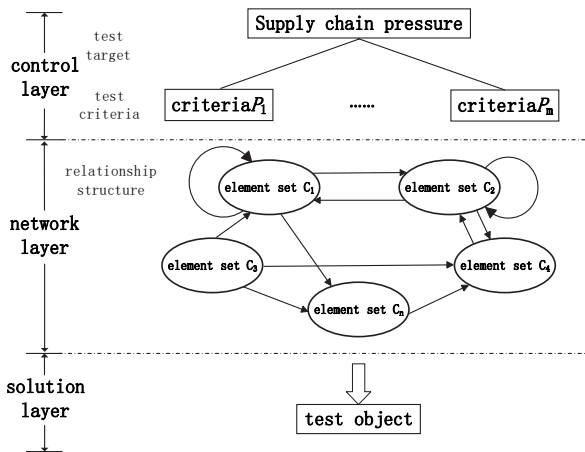 Supply chain pressure
test
target
control
layer
test
criteria
criteriaP₁
......
criteriaPₘ
relationship
structure
element set C₁
element set C₂
network
layer
element set C₃
element set C₄
element set Cₙ
solution
layer
test object